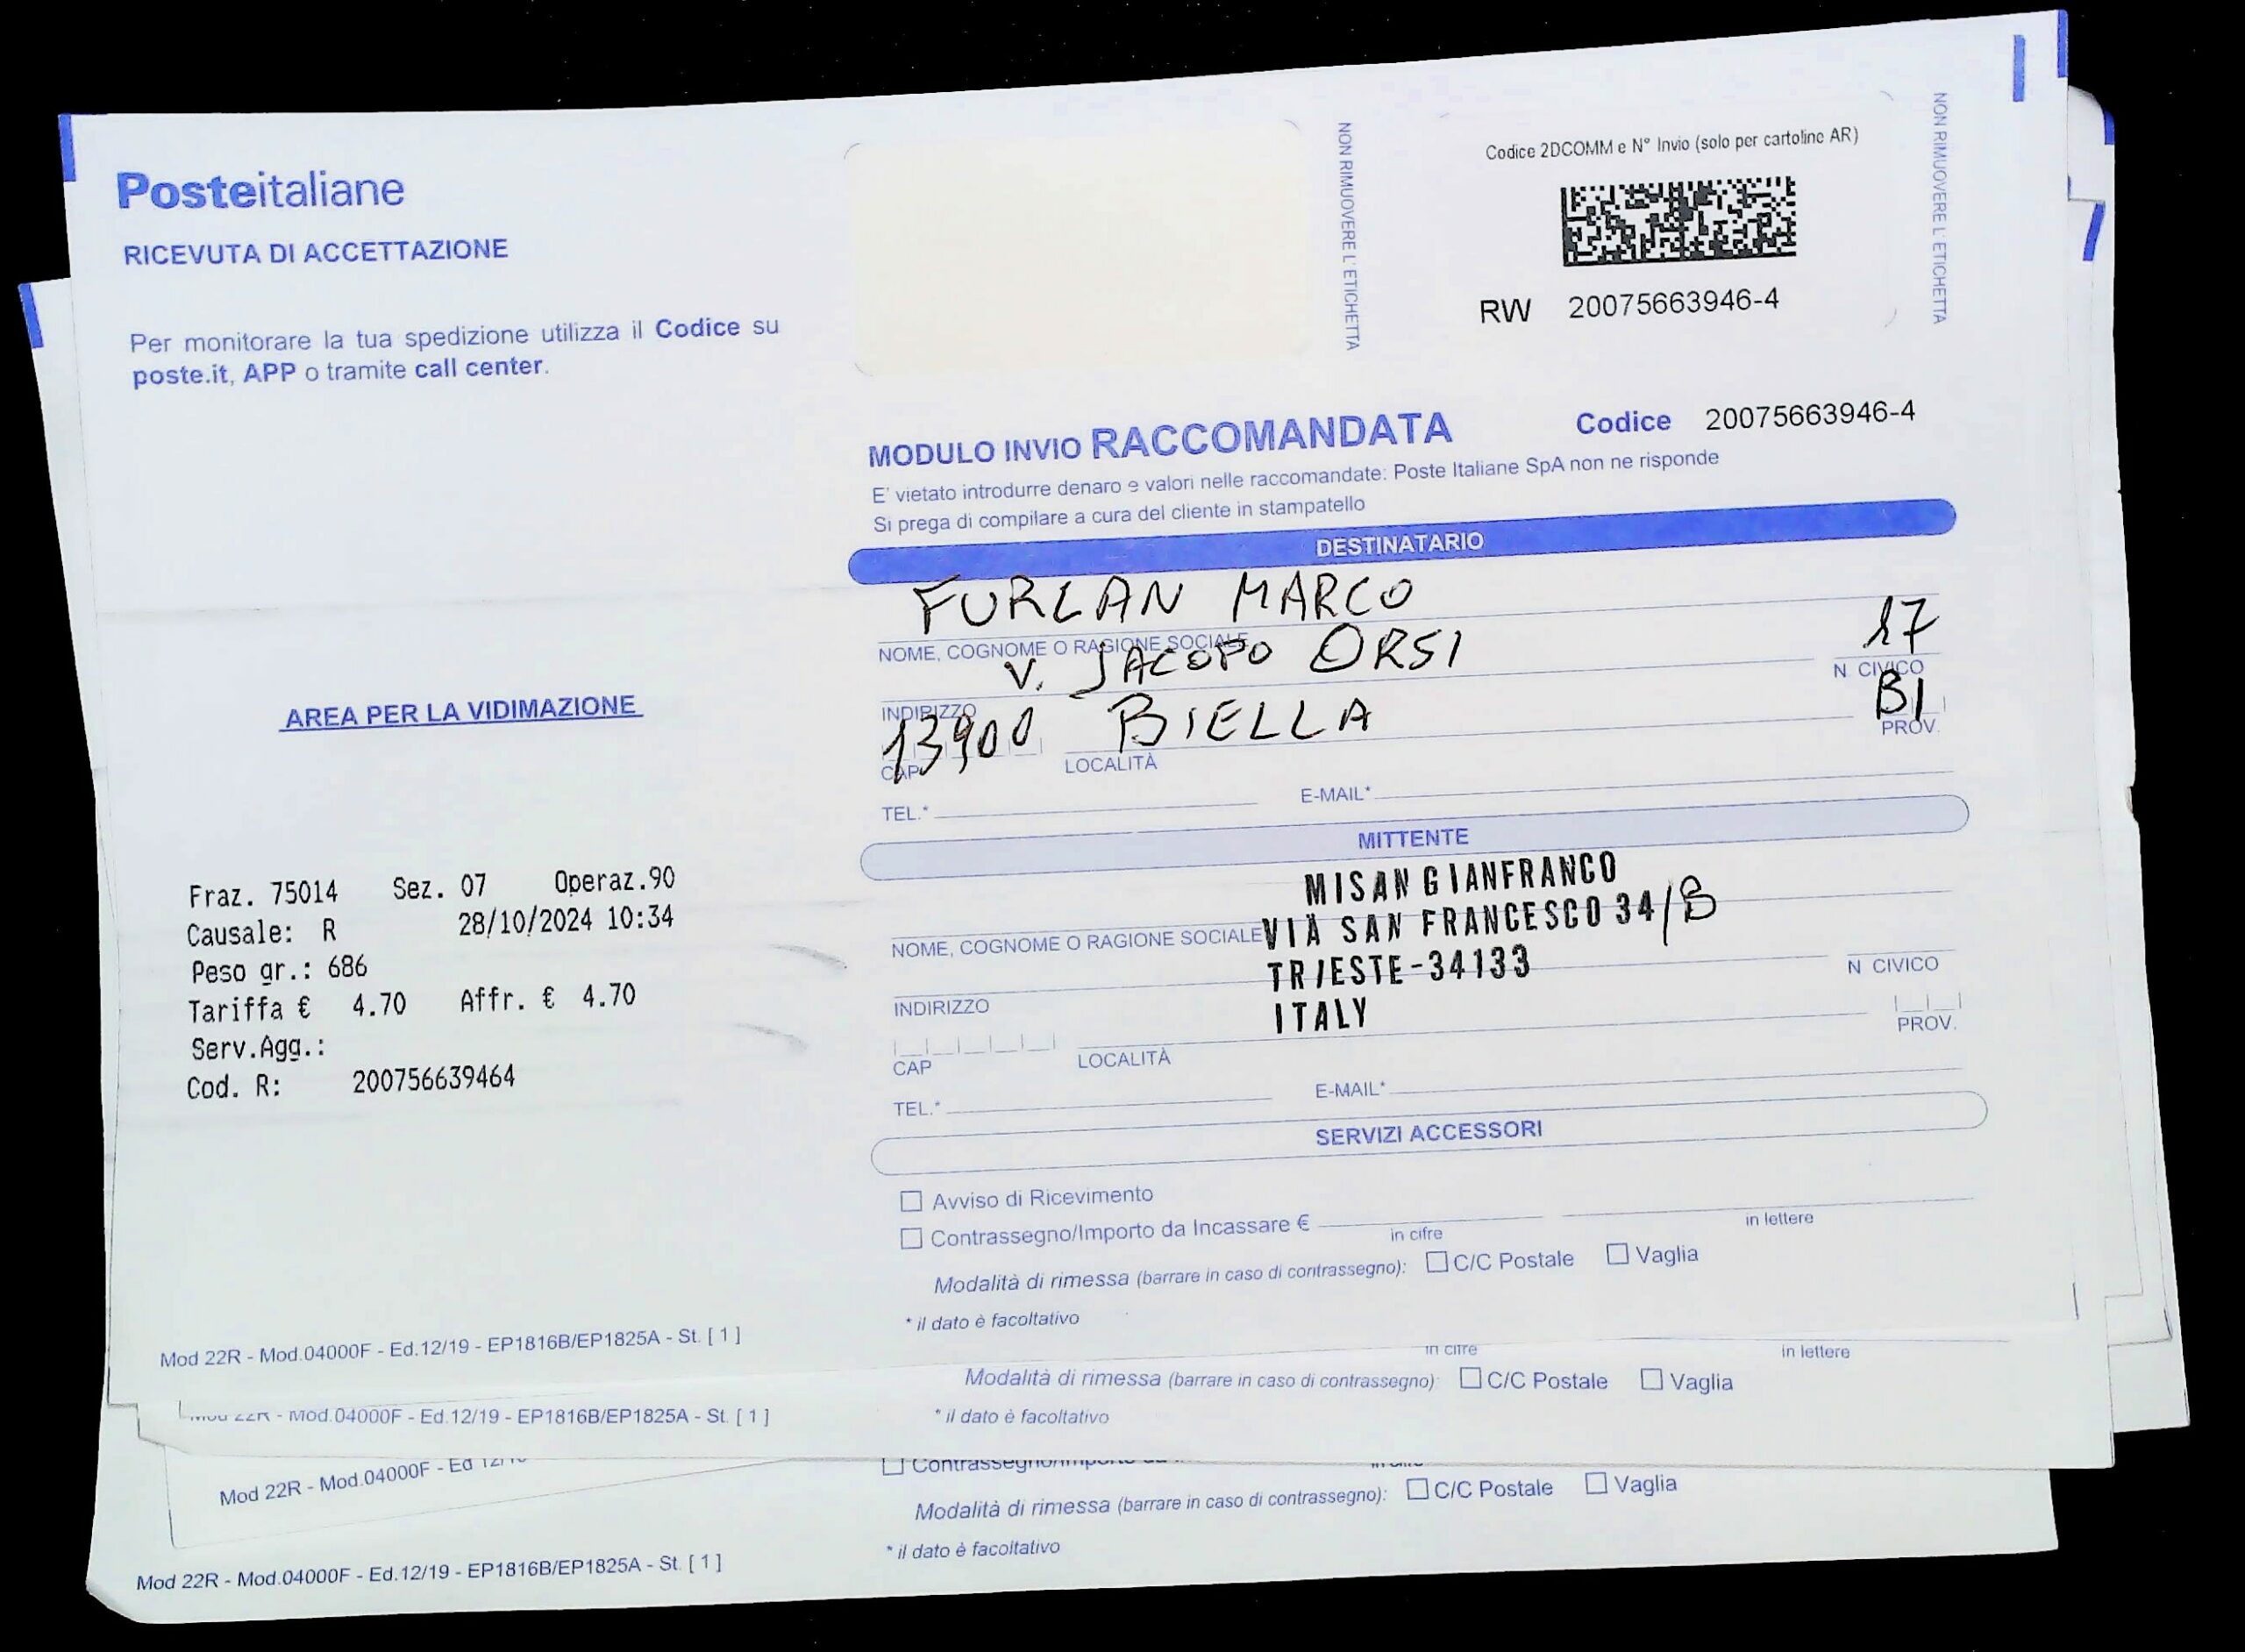 Posteitaliane
RICEVUTA DI ACCETTAZIONE
Per monitorare la tua spedizione utilizza il Codice su
poste.it, APP o tramite call center.
AREA PER LA VIDIMAZIONE
Fraz. 75014 Sez. 07 Operaz.90
Causale: R 28/10/2024 10:34
Peso gr.: 686
Tariffa € 4.70 Affr. € 4.70
Serv.Agg.:
Cod. R: 200756639464
Mod 22R - Mod.04000F - Ed.12/19 - EP1816B/EP1825A - St. [ 1 ]
NON RIMUOVERE L'ETICHETTA
Codice 2DCOMM e N° Invio (solo per cartoline AR)
RW 20075663946-4
NON RIMUOVERE L'ETICHETTA
MODULO INVIO RACCOMANDATA Codice 20075663946-4
E' vietato introdurre denaro e valori nelle raccomandate: Poste Italiane SpA non ne risponde
Si prega di compilare a cura del cliente in stampatello
DESTINATARIO
FURLAN MARCO
NOME, COGNOME O RAGIONE SOCIALE
V. JACOPO ORSI 17
INDIRIZZO N. CIVICO
13900 BIELLA BI
CAP LOCALITÀ PROV.
TEL.* E-MAIL*
MITTENTE
MISAN GIANFRANCO
VIA SAN FRANCESCO 34/B
NOME, COGNOME O RAGIONE SOCIALE
TRIESTE-34133
INDIRIZZO N CIVICO
ITALY
CAP LOCALITÀ PROV.
TEL.* E-MAIL*
SERVIZI ACCESSORI
Avviso di Ricevimento
Contrassegno/Importo da Incassare € in cifre in lettere
Modalità di rimessa (barrare in caso di contrassegno): C/C Postale Vaglia
* il dato è facoltativo
in cifre in lettere
Modalità di rimessa (barrare in caso di contrassegno): C/C Postale Vaglia
Mod 22R - Mod.04000F - Ed.12/19 - EP1816B/EP1825A - St. [ 1 ]
* il dato è facoltativo
Mod 22R - Mod.04000F - Ed
Modalità di rimessa (barrare in caso di contrassegno): C/C Postale Vaglia
* il dato è facoltativo
Mod 22R - Mod.04000F - Ed.12/19 - EP1816B/EP1825A - St. [ 1 ]